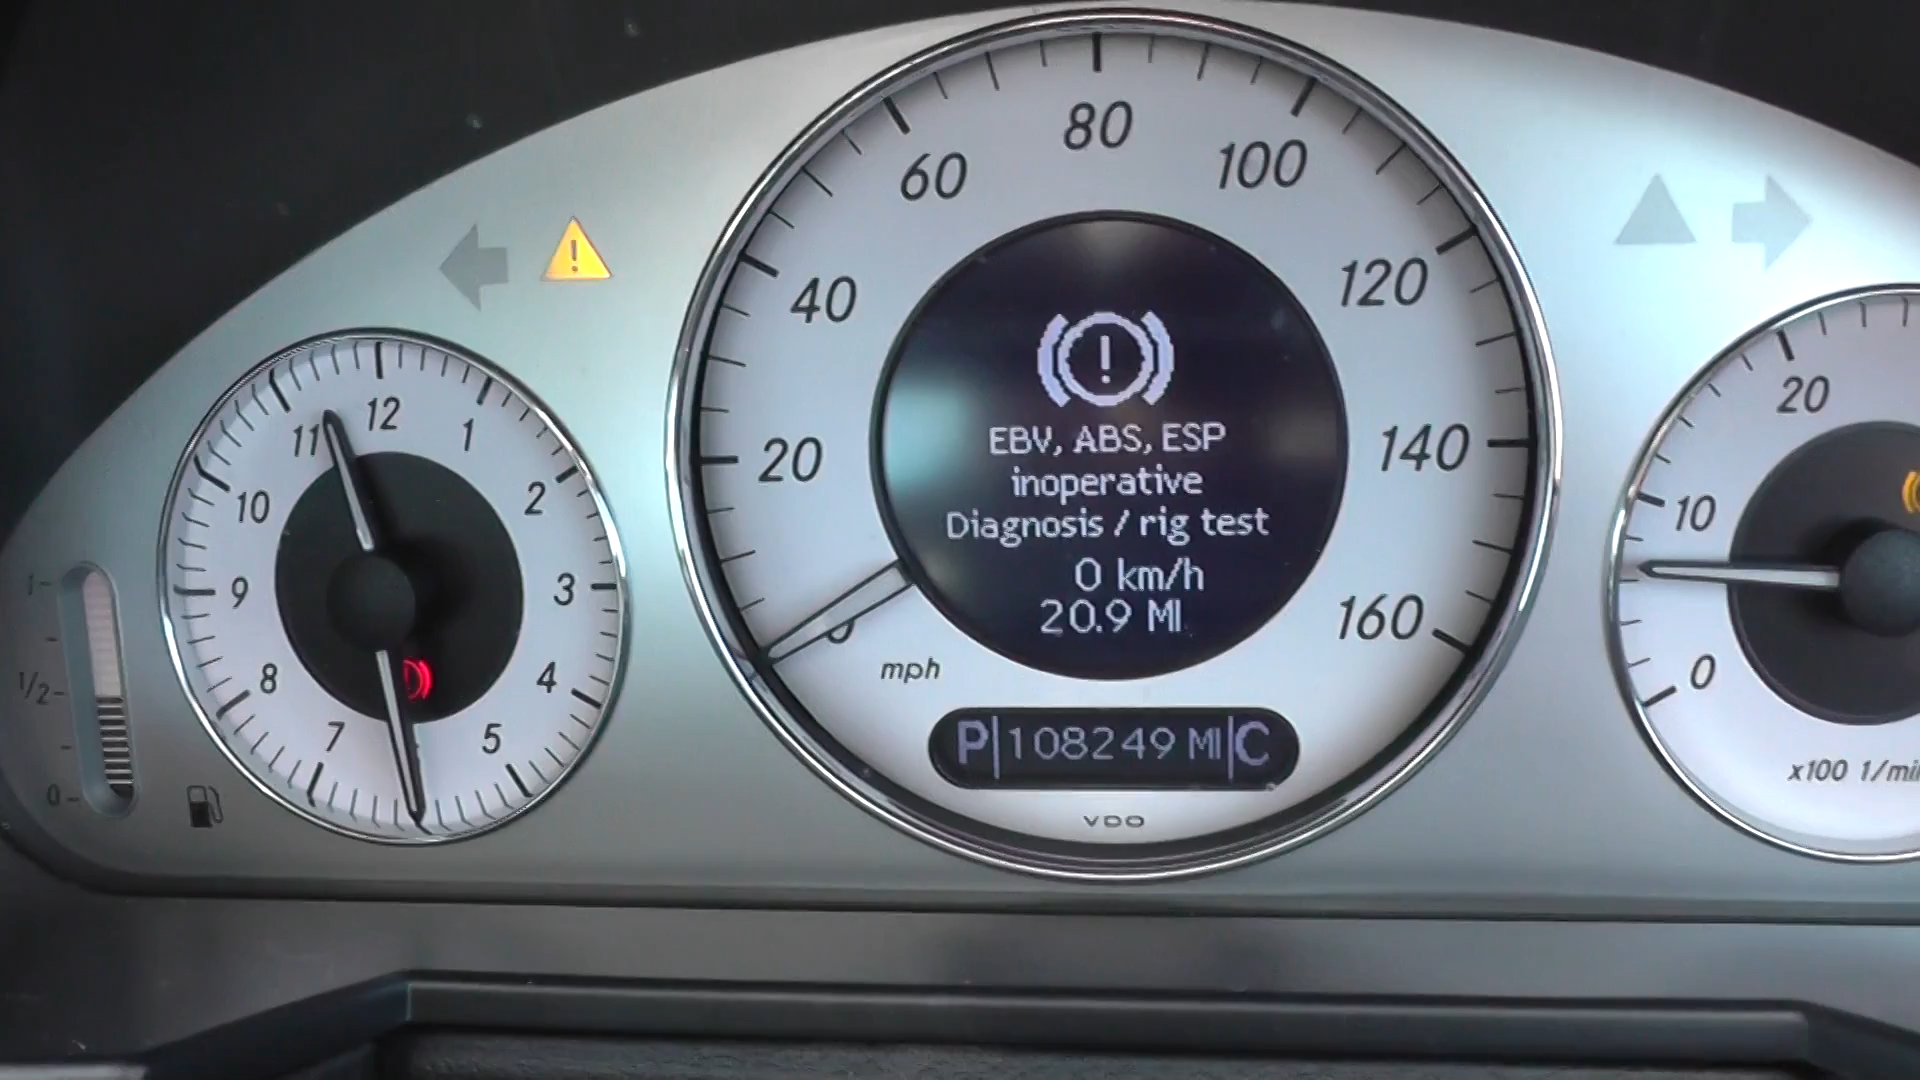 1
1/2
0
12
1
2
3
4
5
7
8
9
10
11
20
40
60
80
100
120
140
160
mph
EBV, ABS, ESP
inoperative
Diagnosis / rig test
0 km/h
20.9 MI
P 108249 MI C
VDO
20
10
0
x100 1/mi